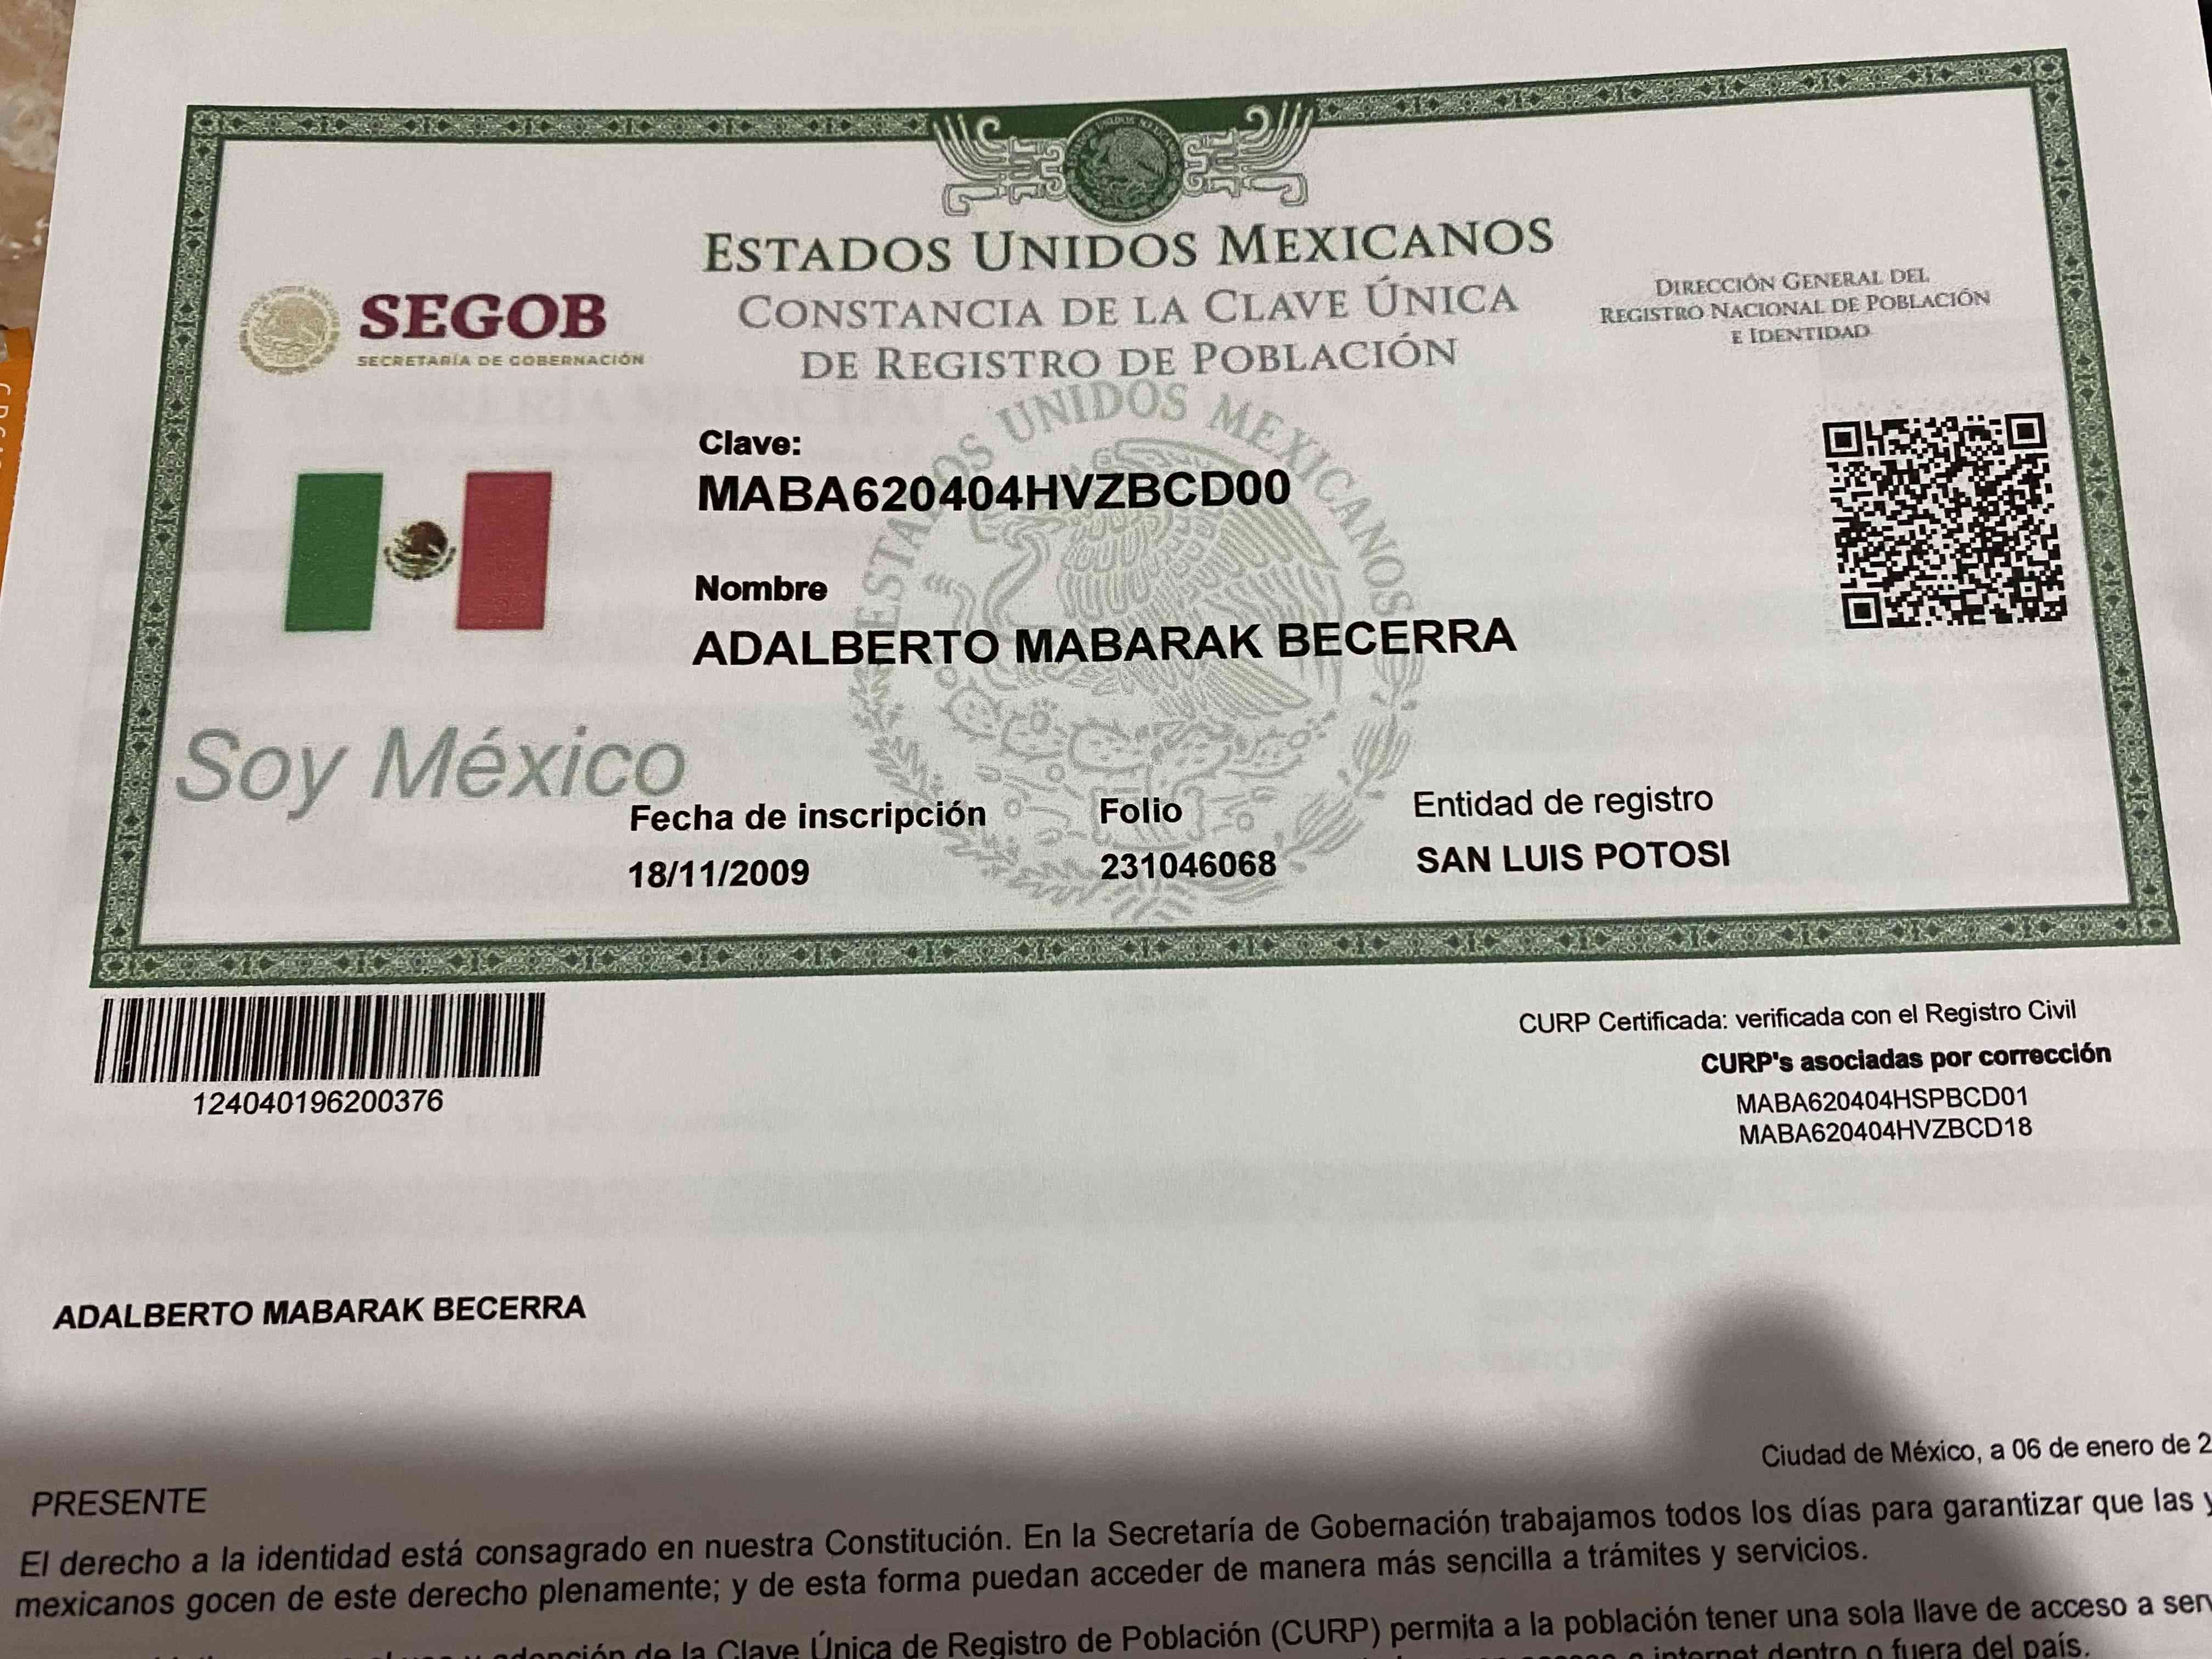 ESTADOS UNIDOS MEXICANOS
CONSTANCIA DE LA CLAVE ÚNICA
DE REGISTRO DE POBLACIÓN
SEGOB
SECRETARÍA DE GOBERNACIÓN
DIRECCIÓN GENERAL DEL
REGISTRO NACIONAL DE POBLACIÓN
E IDENTIDAD
ESTADOS UNIDOS MEXICANOS
Clave:
MABA620404HVZBCD00
Nombre
ADALBERTO MABARAK BECERRA
Soy México
Fecha de inscripción Folio Entidad de registro
18/11/2009 231046068 SAN LUIS POTOSI
124040196200376
CURP Certificada: verificada con el Registro Civil
CURP's asociadas por corrección
MABA620404HSPBCD01
MABA620404HVZBCD18
ADALBERTO MABARAK BECERRA
Ciudad de México, a 06 de enero de 2
PRESENTE
El derecho a la identidad está consagrado en nuestra Constitución. En la Secretaría de Gobernación trabajamos todos los días para garantizar que las y
mexicanos gocen de este derecho plenamente; y de esta forma puedan acceder de manera más sencilla a trámites y servicios.
de la Clave Única de Registro de Población (CURP) permita a la población tener una sola llave de acceso a
internet dentro o fuera del país.